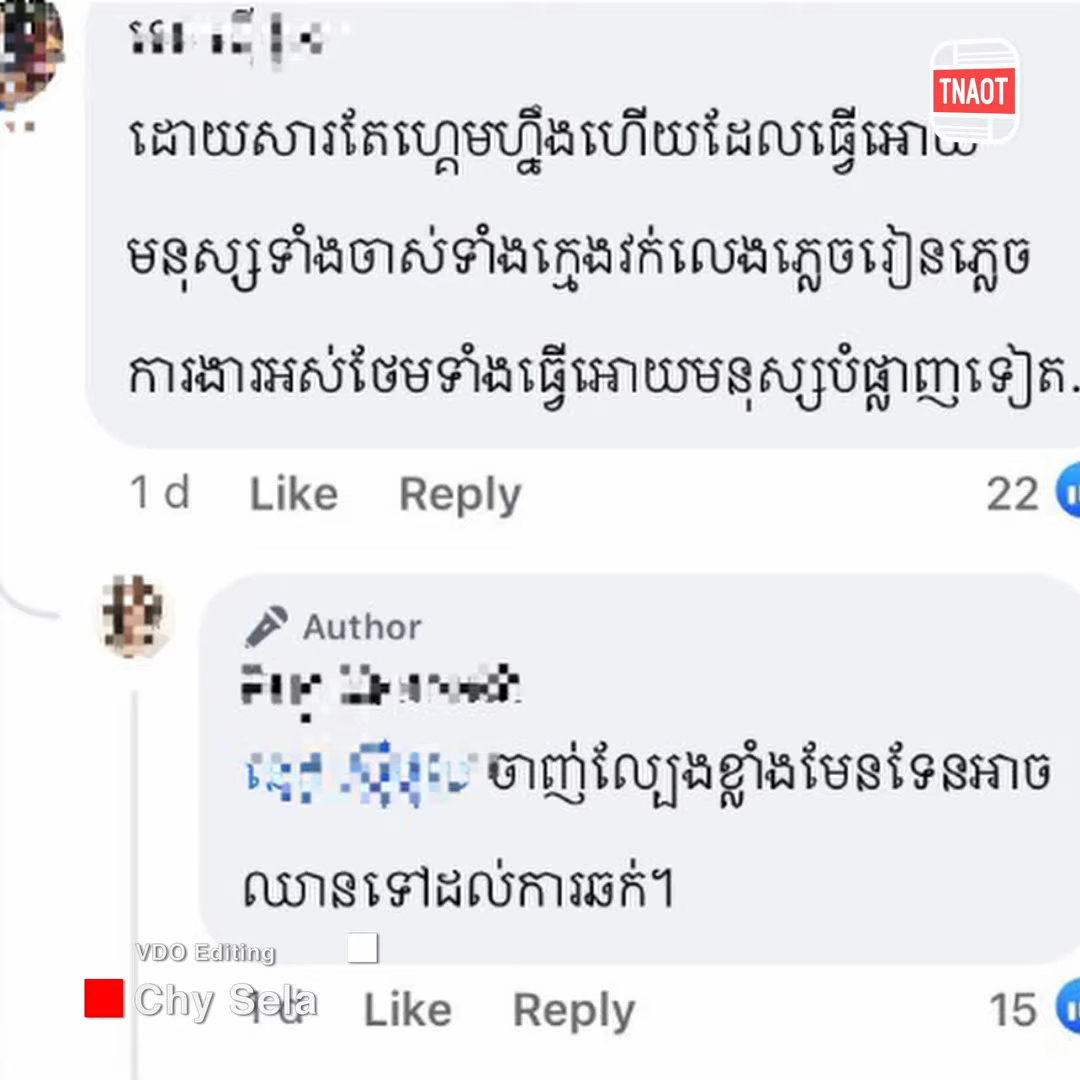 TNAOT
ដោយសារតែហ្គេមហ្នឹងហើយដែលធ្វើអោយ
មនុស្សទាំងចាស់ទាំងក្មេងវក់លេងភ្លេចរៀនភ្លេច
ការងារអស់ថែមទាំងធ្វើអោយមនុស្សបំផ្លាញទៀត.
1 d Like Reply 22
Author
ចាញ់ល្បែងខ្លាំងមែនទែនអាច
ឈានទៅដល់ការឆក់ៗ
VDO Editing
Chy Sela
1 d Like Reply 15